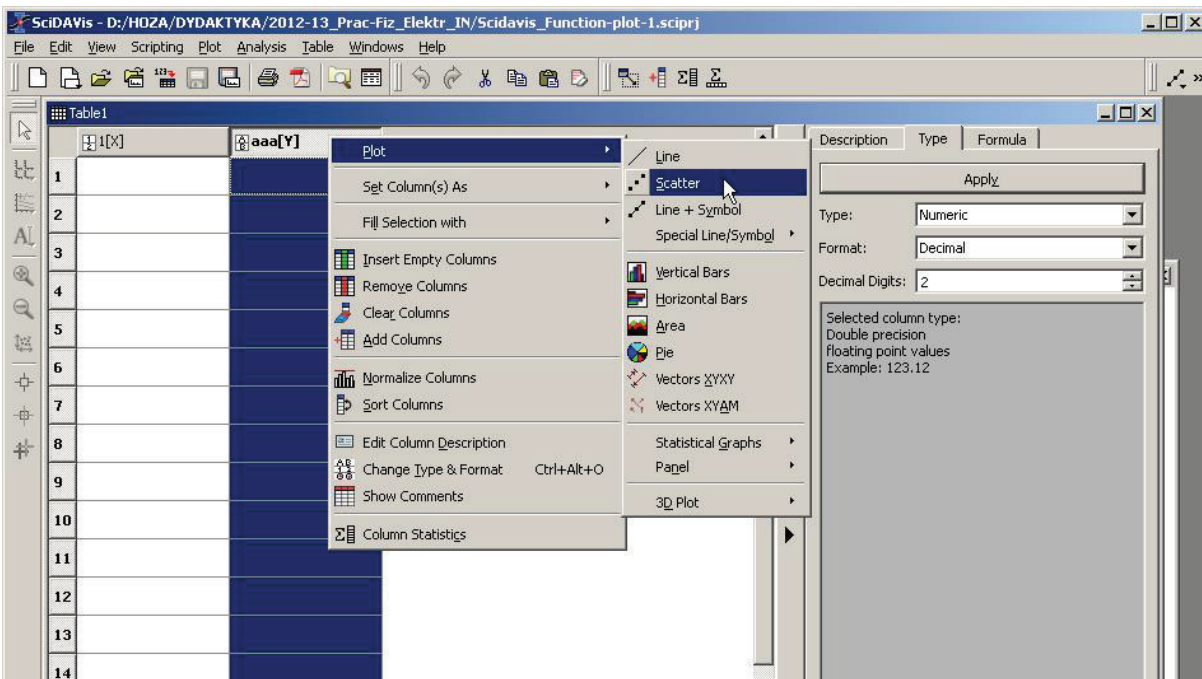 SciDAVis - D:/HOZA/DYDAKTYKA/2012-13_Prac-Fiz_Elektr_IN/Scidavis_Function-plot-1.sciprj
File Edit View Scripting Plot Analysis Table Windows Help
Table1
1[X] aaa[Y]
1
2
3
4
5
6
7
8
9
10
11
12
13
14
Plot
Set Column(s) As
Fill Selection with
Insert Empty Columns
Remove Columns
Clear Columns
Add Columns
Normalize Columns
Sort Columns
Edit Column Description
Change Type & Format Ctrl+Alt+O
Show Comments
Column Statistics
Line
Scatter
Line + Symbol
Special Line/Symbol
Vertical Bars
Horizontal Bars
Area
Pie
Vectors XYXY
Vectors XYAM
Statistical Graphs
Panel
3D Plot
Description Type Formula
Apply
Type: Numeric
Format: Decimal
Decimal Digits: 2
Selected column type:
Double precision
floating point values
Example: 123.12